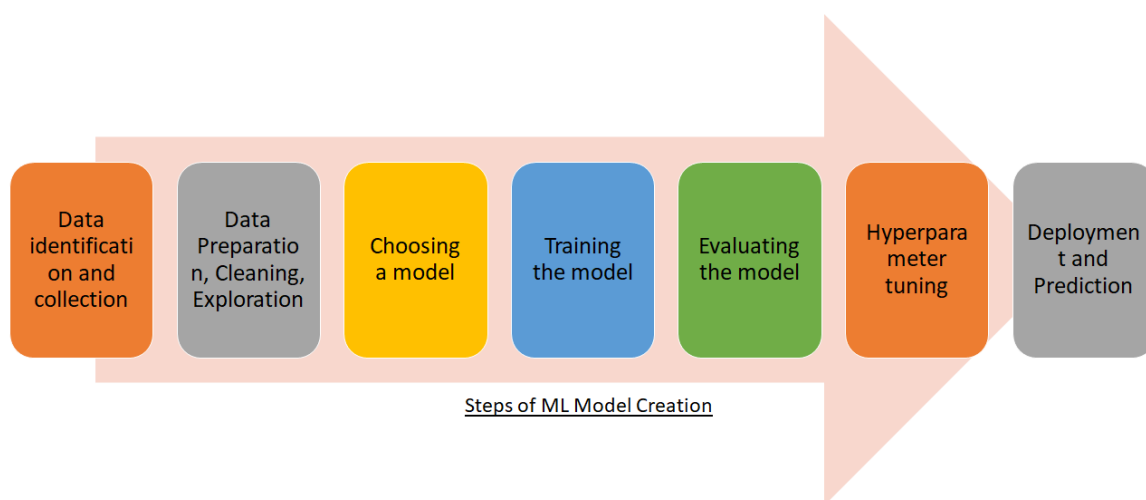 Data
identificati
on and
collection
Data
Preparatio
n, Cleaning,
Exploration
Choosing
a model
Training
the model
Evaluating
the model
Hyperpara
meter
tuning
Deploymen
t and
Prediction
Steps of ML Model Creation